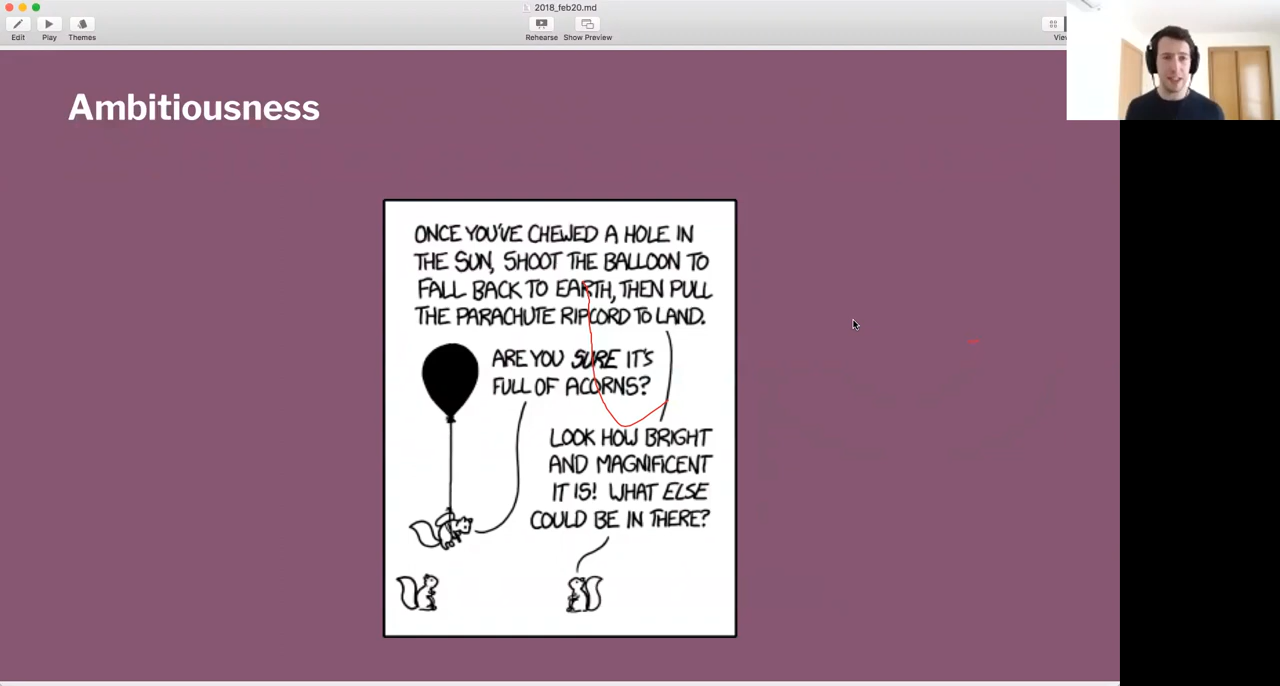 2018_feb20.md
Edit
Play
Themes
Rehearse
Show Preview
View
Ambitiousness
ONCE YOU'VE CHEWED A HOLE IN
THE SUN, SHOOT THE BALLOON TO
FALL BACK TO EARTH, THEN PULL
THE PARACHUTE RIPCORD TO LAND.
ARE YOU SURE IT'S
FULL OF ACORNS?
LOOK HOW BRIGHT
AND MAGNIFICENT
IT IS! WHAT ELSE
COULD BE IN THERE?